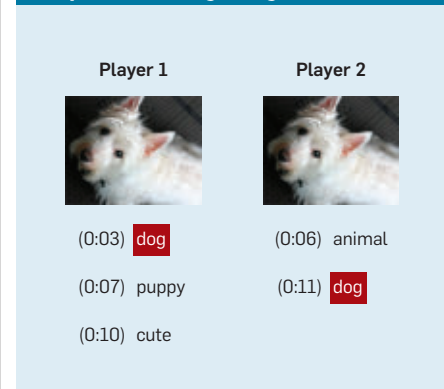 Player 1
Player 2
(0:03) dog
(0:06) animal
(0:07) puppy
(0:11) dog
(0:10) cute